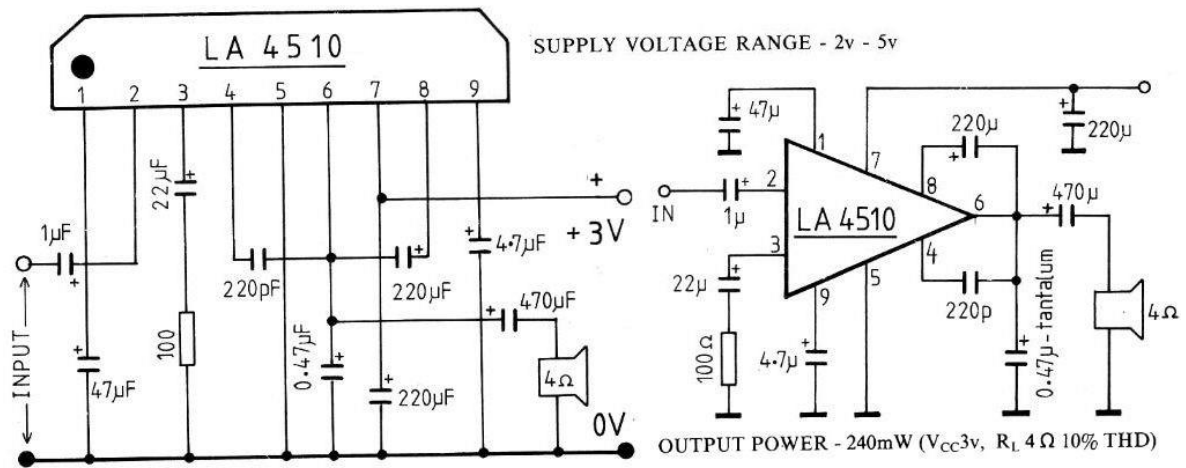 LA 4510
SUPPLY VOLTAGE RANGE - 2v - 5v
1 2 3 4 5 6 7 8 9
22µF
1µF
220pF
220µF
4.7µF
+
+3V
470µF
INPUT
47µF
100
0.47µF
220µF
4Ω
0V
47µ
1
7
220µ
220µ
8
IN
1µ
2
LA 4510
6
470µ
3
4
22µ
9
5
220p
4Ω
100Ω
4.7µ
0.47µ-tantalum
OUTPUT POWER - 240mW (VCC3v, RL 4Ω 10% THD)